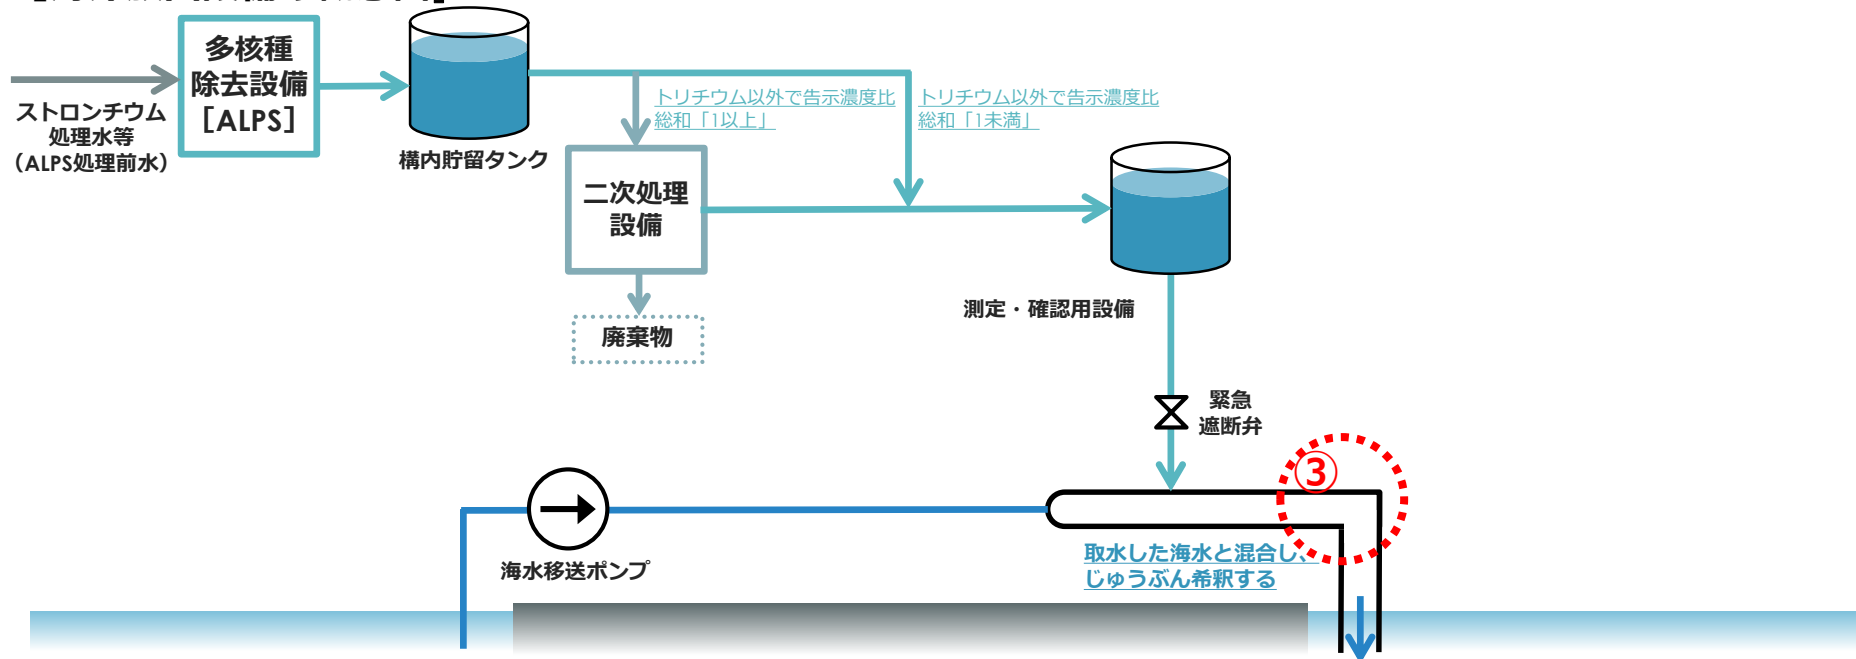 多核種
除去設備
［ALPS］
ストロンチウム
処理水等
（ALPS処理前水）
構内貯留タンク
トリチウム以外で告示濃度比
総和「1以上」
トリチウム以外で告示濃度比
総和「1未満」
二次処理
設備
廃棄物
測定・確認用設備
緊急
遮断弁
③
海水移送ポンプ
取水した海水と混合し、
じゅうぶん希釈する